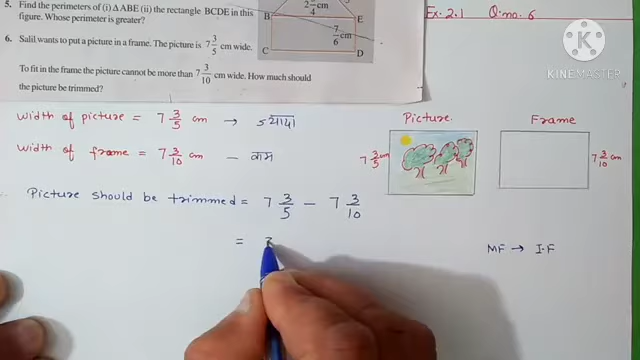 5. Find the perimeters of (i) ΔABE (ii) the rectangle BCDE in this
figure. Whose perimeter is greater?
B
E
7/6 cm
C
D
6. Salil wants to put a picture in a frame. The picture is 7 3/5 cm wide.
To fit in the frame the picture cannot be more than 7 3/10 cm wide. How much should
the picture be trimmed?
Ex. 2.1 Q.no. 6
KINEMASTER
Width of picture = 7 3/5 cm →
Width of frame = 7 3/10 cm –
Picture should be trimmed = 7 3/5 – 7 3/10
=
Picture Frame
7 3/5 cm
7 3/10 cm
MF → I.F